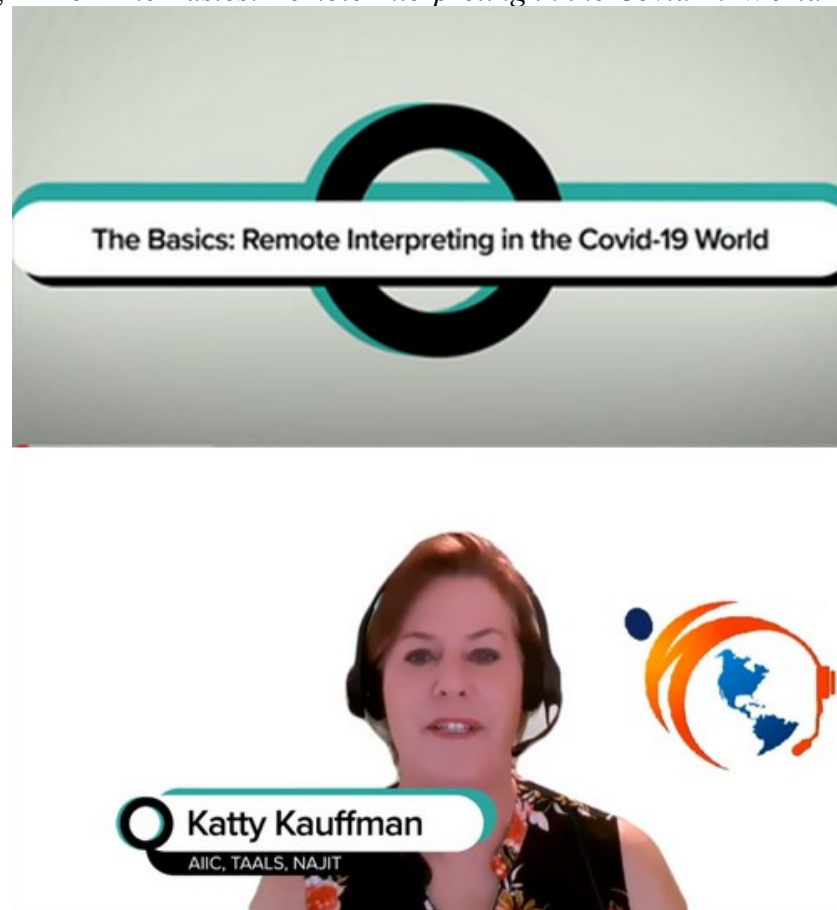 The Basics: Remote Interpreting in the Covid-19 World
Katty Kauffman
AIIC, TAALS, NAJIT